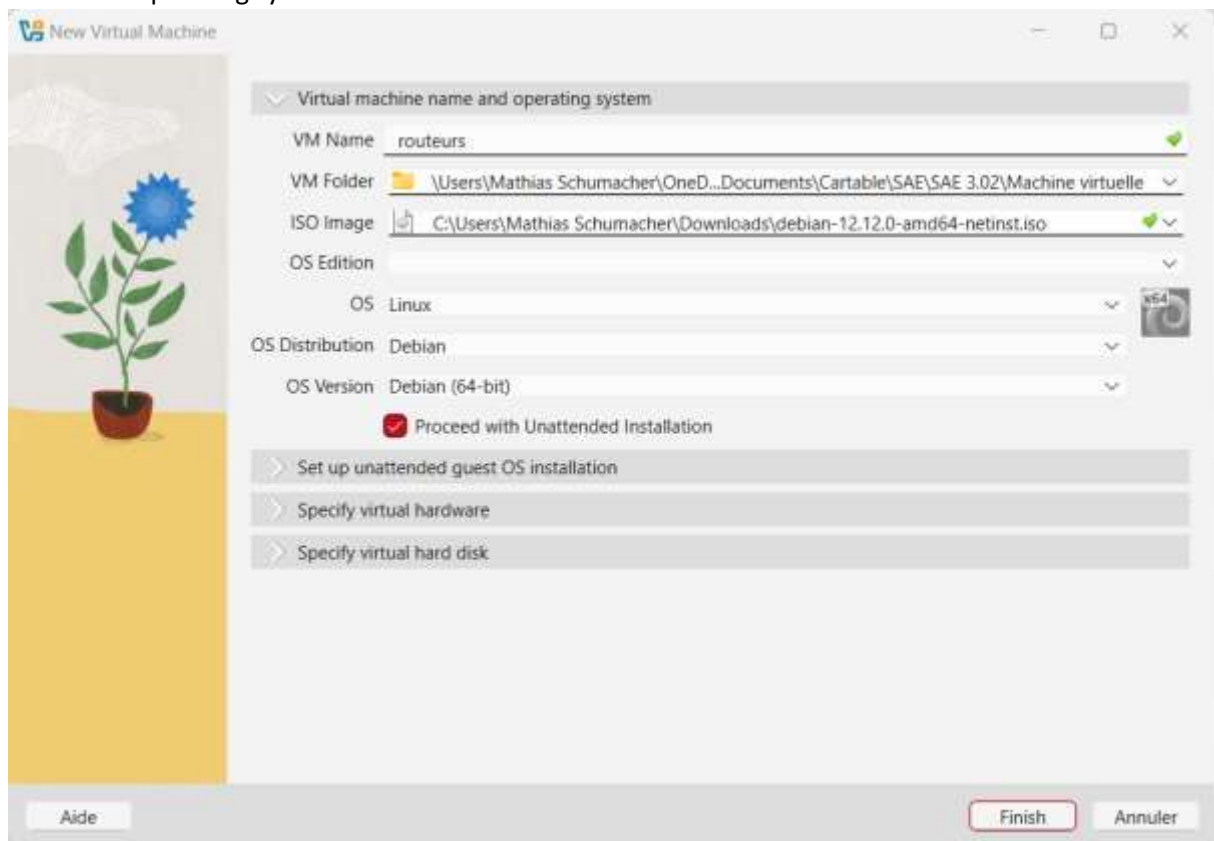 New Virtual Machine
Virtual machine name and operating system
VM Name routeurs
VM Folder \Users\Mathias Schumacher\OneD...Documents\Cartable\SAE\SAE 3.02\Machine virtuelle
ISO Image C:\Users\Mathias Schumacher\Downloads\debian-12.12.0-amd64-netinst.iso
OS Edition
x64
OS Linux
OS Distribution Debian
OS Version Debian (64-bit)
Proceed with Unattended Installation
Set up unattended guest OS installation
Specify virtual hardware
Specify virtual hard disk
Aide Finish Annuler